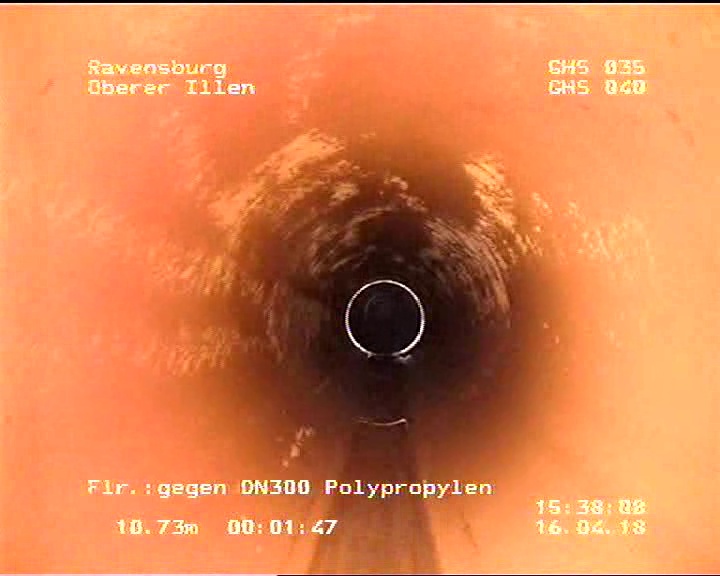 Ravensburg
Oberer Illen
GHS 035
GHS 040
Flr.:gegen DN300 Polypropylen
10.73m 00:01:47
15:38:08
16.04.18